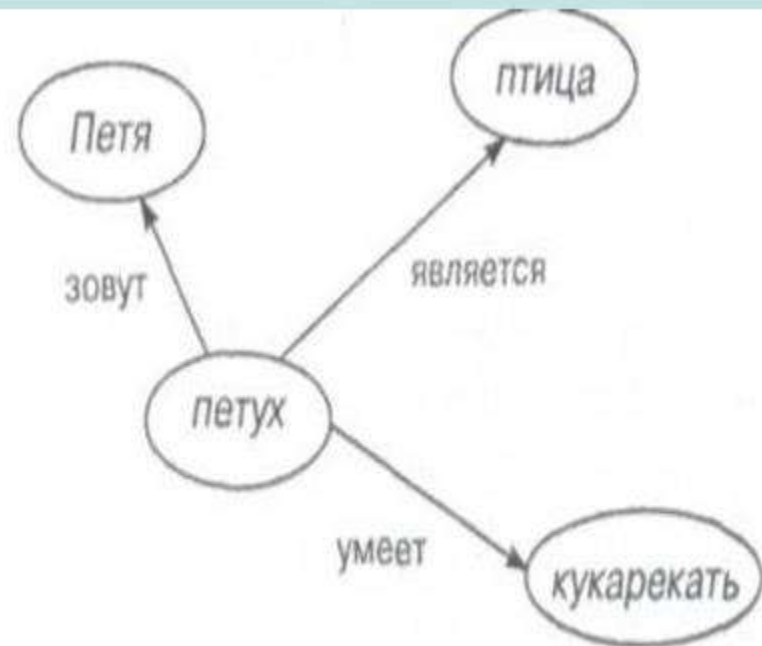 птица
Петя
зовут
является
петух
умеет
кукарекать